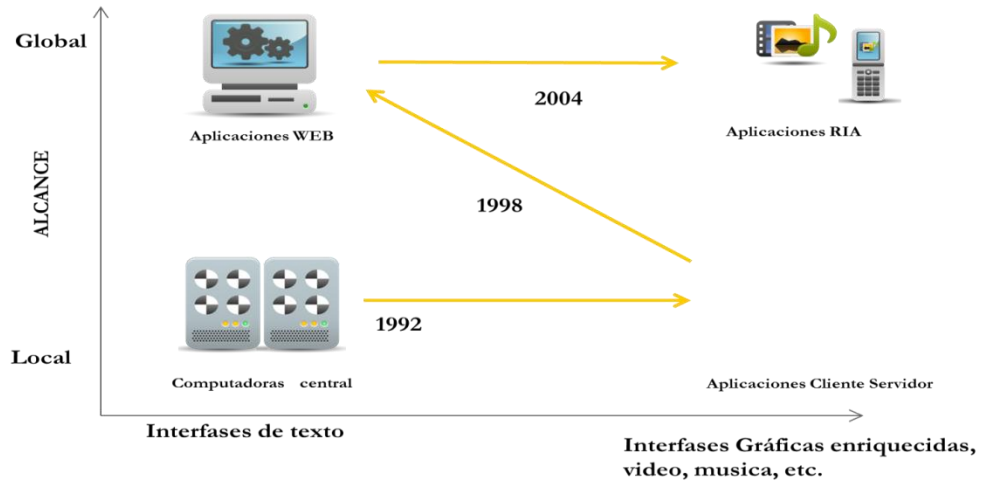 Global
2004
Aplicaciones WEB
Aplicaciones RIA
ALCANCE
1998
1992
Local
Computadoras central
Aplicaciones Cliente Servidor
Interfases de texto
Interfases Gráficas enriquecidas,
video, musica, etc.